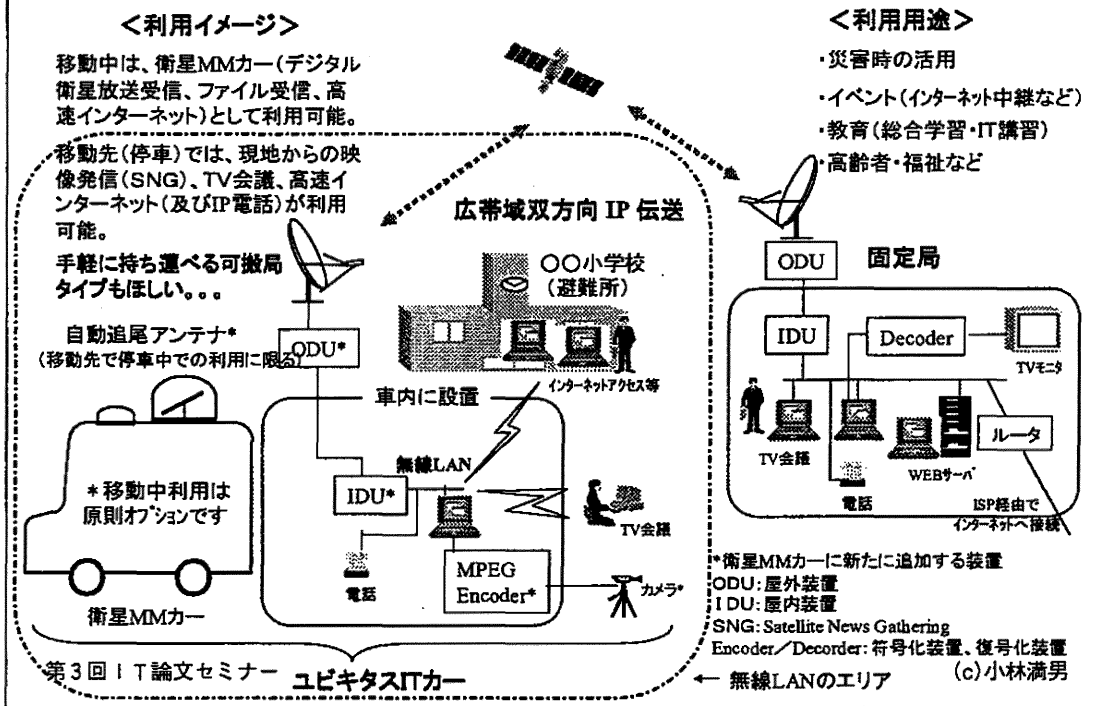 ＜利用イメージ＞
移動中は、衛星MMカー(デジタル
衛星放送受信、ファイル受信、高
速インターネット)として利用可能。
移動先(停車)では、現地からの映
像発信(SNG)、TV会議、高速イ
ンターネット(及びIP電話)が利用
可能。
手軽に持ち運べる可搬局
タイプもほしい。。。
自動追尾アンテナ*
(移動先で停車中での利用に限る)
ODU*
広帯域双方向 IP 伝送
〇〇小学校
(避難所)
インターネットアクセス等
車内に設置
無線LAN
IDU*
電話
MPEG
Encoder*
TV会議
カメラ*
*移動中利用は
原則オプションです
衛星MMカー
第3回ＩＴ論文セミナー
ユビキタスITカー
← 無線LANのエリア
＜利用用途＞
・災害時の活用
・イベント(インターネット中継など)
・教育(総合学習・IT講習)
・高齢者・福祉など
ODU
固定局
IDU
Decoder
TVモニタ
TV会議
電話
WEBサーバ
ルータ
ISP経由で
インターネットへ接続
*衛星MMカーに新たに追加する装置
ODU:屋外装置
IDU:屋内装置
SNG: Satellite News Gathering
Encoder／Decorder: 符号化装置、復号化装置
(c)小林満男